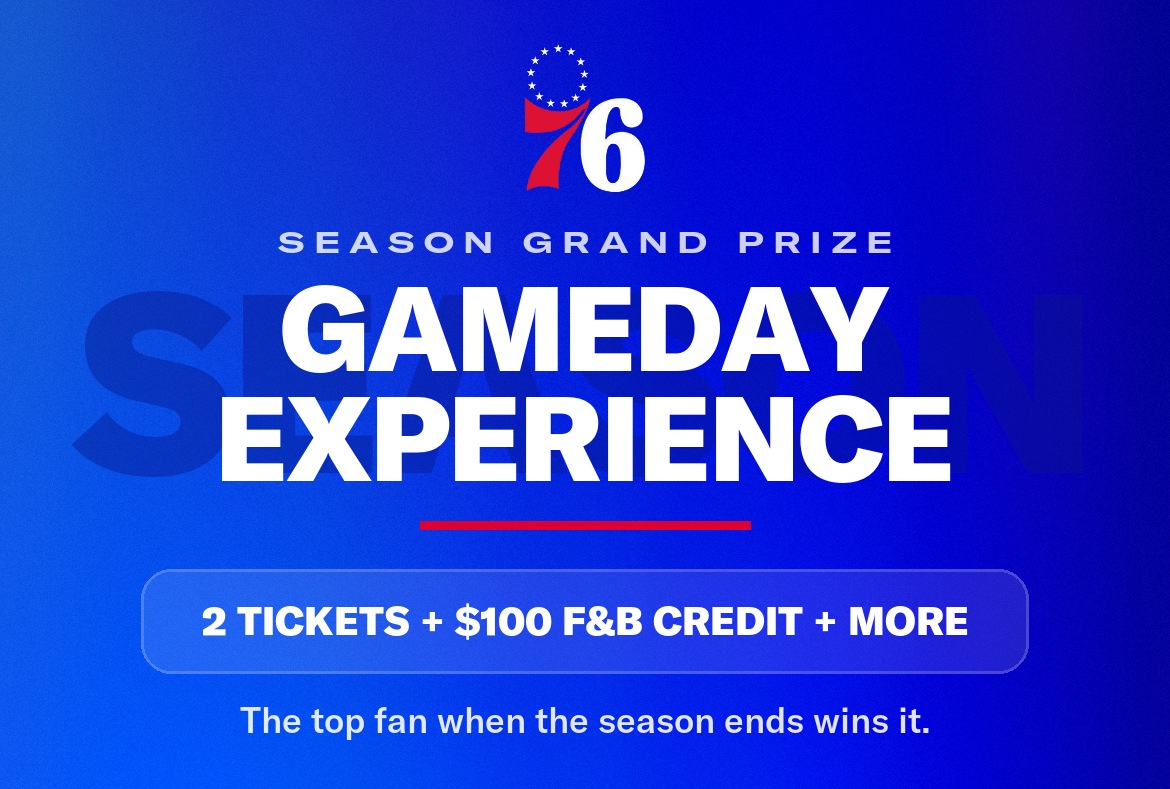 76
SEASON GRAND PRIZE
SEASON
GAMEDAY
EXPERIENCE
2 TICKETS + $100 F&B CREDIT + MORE
The top fan when the season ends wins it.